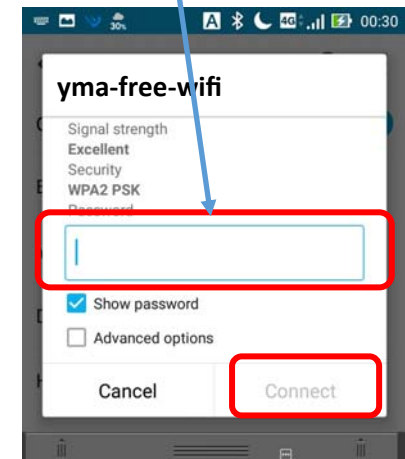 30%
A
4G
00:30
yma-free-wifi
Signal strength
Excellent
Security
WPA2 PSK
Password
Show password
Advanced options
Cancel
Connect